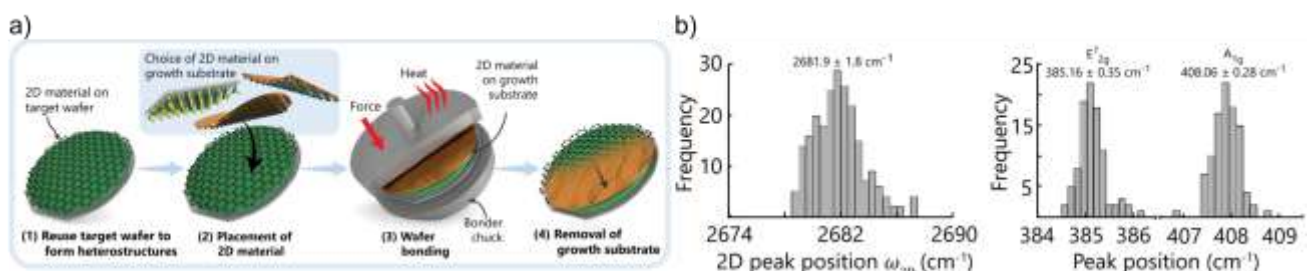 a)
Choice of 2D material on
growth substrate
2D material on
target wafer
Heat
Force
2D material
on growth
substrate
Bonder
chuck
(1) Reuse target wafer to
form heterostructures
(2) Placement of
2D material
(3) Wafer
bonding
(4) Removal of
growth substrate
b)
2681.9 ± 1.8 cm⁻¹
30
20
10
Frequency
2674
2682
2690
2D peak position ω₂D (cm⁻¹)
E¹2g
385.16 ± 0.35 cm⁻¹
A1g
408.06 ± 0.28 cm⁻¹
25
15
5
Frequency
384
385
386
407
408
409
Peak position (cm⁻¹)